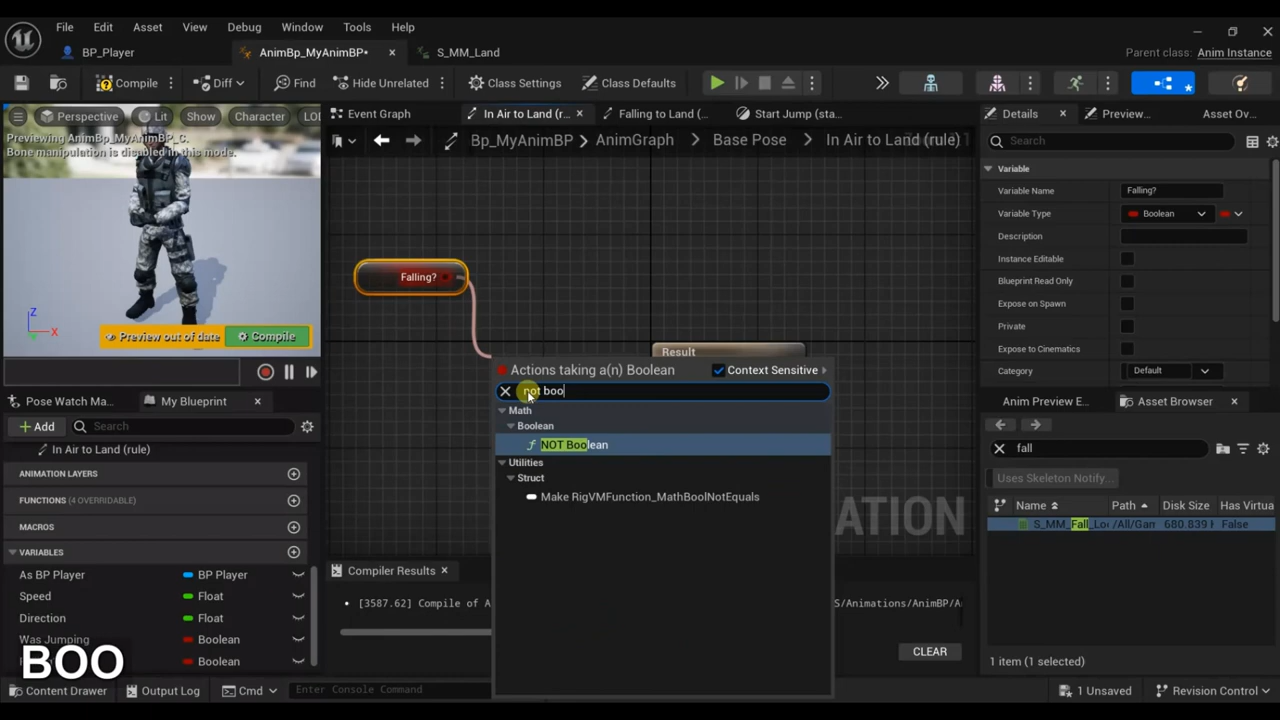 File Edit Asset View Debug Window Tools Help
BP_Player AnimBp_MyAnimBP* S_MM_Land
Parent class: Anim Instance
Compile Diff Find Hide Unrelated Class Settings Class Defaults
Perspective Lit Show Character LO
Previewing AnimBp_MyAnimBP_C.
Bone manipulation is disabled in this mode.
Z
X
Preview out of date Compile
Event Graph In Air to Land (r... Falling to Land (... Start Jump (sta...
Bp_MyAnimBP > AnimGraph > Base Pose > In Air to Land (rule)
Falling?
Result
Actions taking a(n) Boolean Context Sensitive
not boo
Math
Boolean
NOT Boolean
Utilities
Struct
Make RigVMFunction_MathBoolNotEquals
ATION
Details Preview... Asset Ov...
Search
Variable
Variable Name Falling?
Variable Type Boolean
Description
Instance Editable
Blueprint Read Only
Expose on Spawn
Private
Expose to Cinematics
Category Default
Pose Watch Ma... My Blueprint
Add Search
In Air to Land (rule)
ANIMATION LAYERS
FUNCTIONS (4 OVERRIDABLE)
MACROS
VARIABLES
As BP Player BP Player
Speed Float
Direction Float
Was Jumping Boolean
Boolean
BOO
Compiler Results
[3587.62] Compile of A S/Animations/AnimBP/A
CLEAR
Anim Preview E... Asset Browser
fall
Uses Skeleton Notify...
Name Path Disk Size Has Virtua
S_MM_Fall_Loo /All/Gam 680.839 False
1 item (1 selected)
Content Drawer Output Log Cmd Enter Console Command 1 Unsaved Revision Control